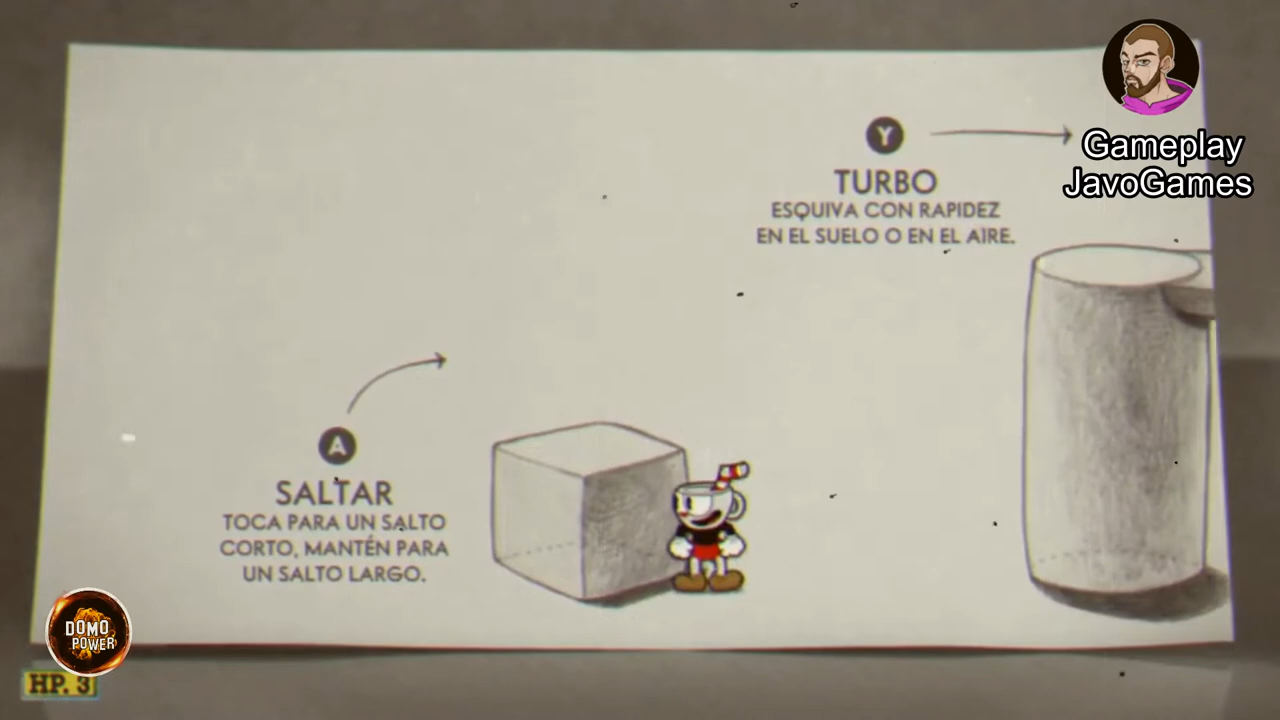 Gameplay
JavoGames
Y
TURBO
ESQUIVA CON RAPIDEZ
EN EL SUELO O EN EL AIRE.
A
SALTAR
TOCA PARA UN SALTO
CORTO, MANTÉN PARA
UN SALTO LARGO.
DOMO
POWER
HP. 3